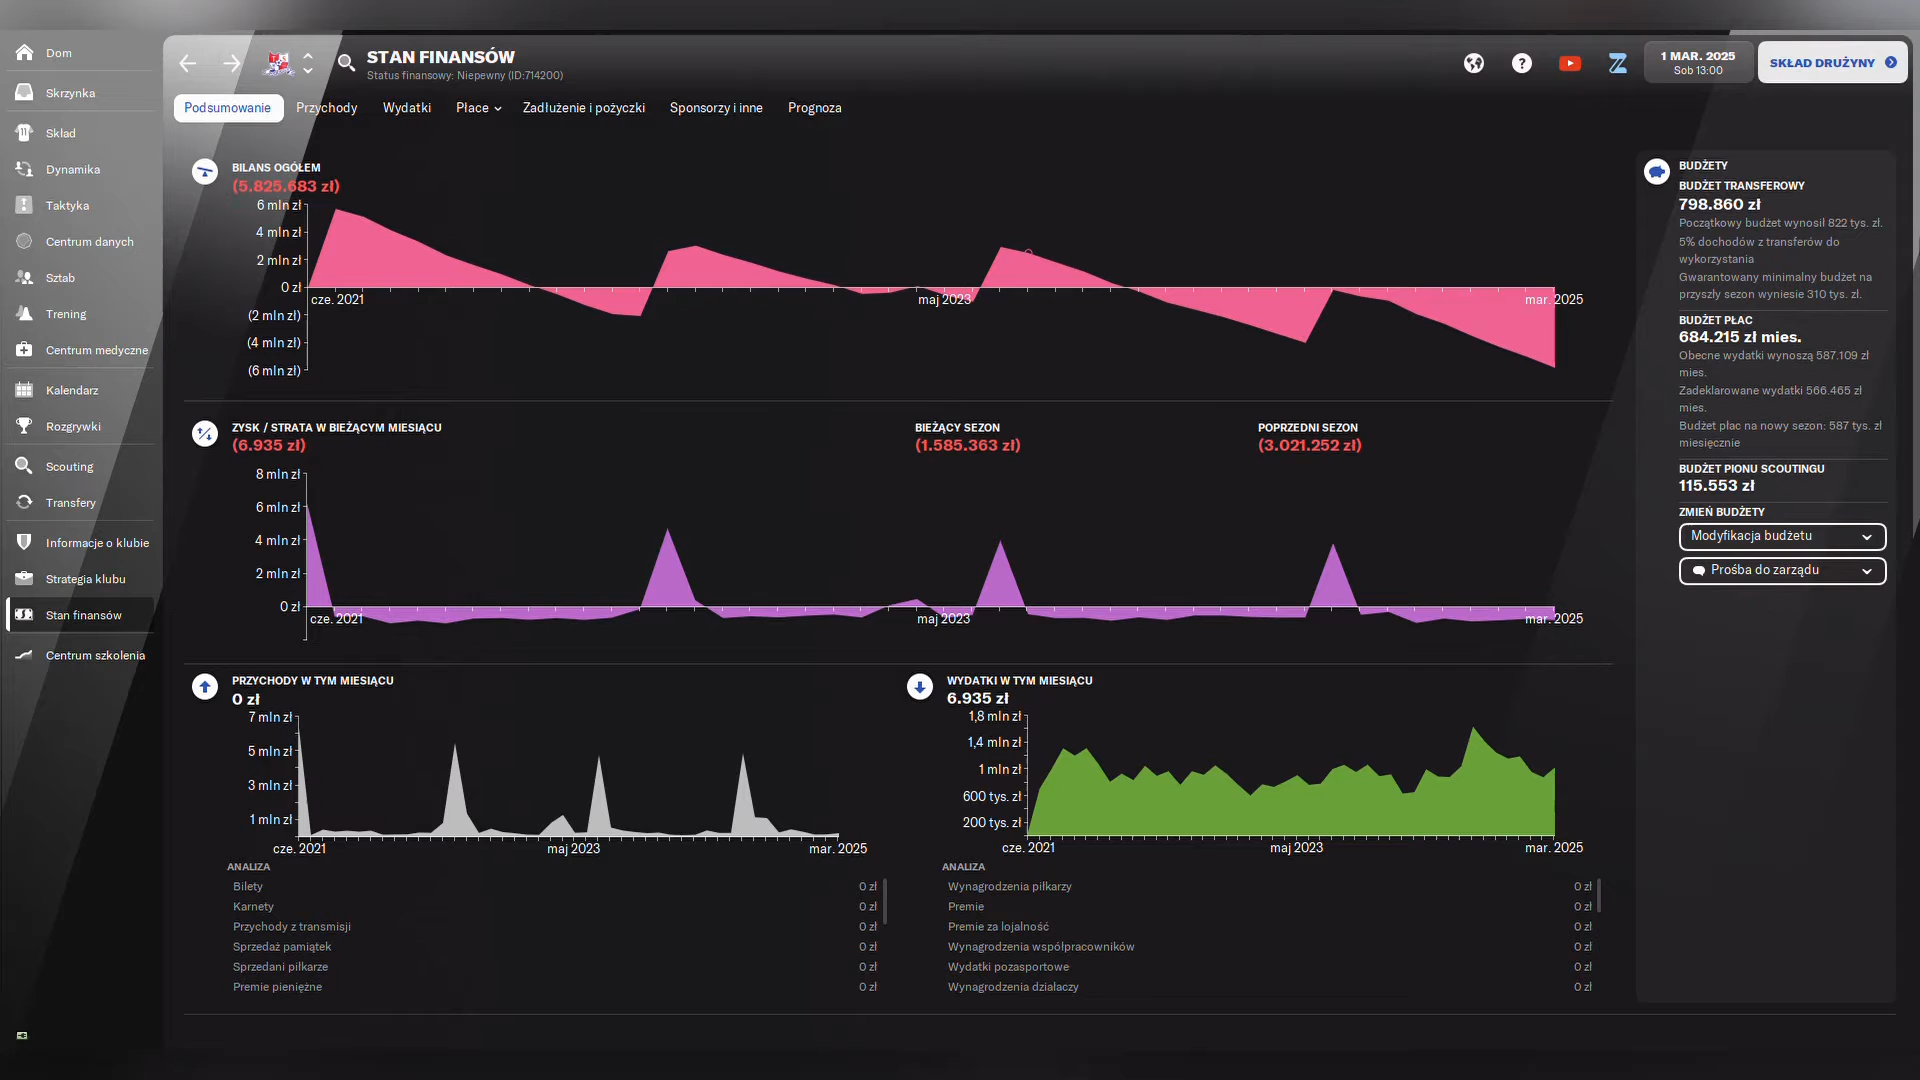 Dom
Skrzynka
Skład
Dynamika
Taktyka
Centrum danych
Sztab
Trening
Centrum medyczne
Kalendarz
Rozgrywki
Scouting
Transfery
Informacje o klubie
Strategia klubu
Stan finansów
Centrum szkolenia
STAN FINANSÓW
Status finansowy: Niepewny (ID:714200)
1 MAR. 2025
Sob 13:00
SKŁAD DRUŻYNY
Podsumowanie
Przychody
Wydatki
Płace
Zadłużenie i pożyczki
Sponsorzy i inne
Prognoza
BILANS OGÓŁEM
(5.825.683 zł)
6 mln zł
4 mln zł
2 mln zł
0 zł
(2 mln zł)
(4 mln zł)
(6 mln zł)
cze. 2021
maj 2023
mar. 2025
ZYSK / STRATA W BIEŻĄCYM MIESIĄCU
(6.935 zł)
BIEŻĄCY SEZON
(1.585.363 zł)
POPRZEDNI SEZON
(3.021.252 zł)
8 mln zł
6 mln zł
4 mln zł
2 mln zł
0 zł
cze. 2021
maj 2023
mar. 2025
PRZYCHODY W TYM MIESIĄCU
0 zł
7 mln zł
5 mln zł
3 mln zł
1 mln zł
cze. 2021
maj 2023
mar. 2025
ANALIZA
Bilety 0 zł
Karnety 0 zł
Przychody z transmisji 0 zł
Sprzedaż pamiątek 0 zł
Sprzedani piłkarze 0 zł
Premie pieniężne 0 zł
WYDATKI W TYM MIESIĄCU
6.935 zł
1,8 mln zł
1,4 mln zł
1 mln zł
600 tys. zł
200 tys. zł
cze. 2021
maj 2023
mar. 2025
ANALIZA
Wynagrodzenia piłkarzy 0 zł
Premie 0 zł
Premie za lojalność 0 zł
Wynagrodzenia współpracowników 0 zł
Wydatki pozasportowe 0 zł
Wynagrodzenia działaczy 0 zł
BUDŻETY
BUDŻET TRANSFEROWY
798.860 zł
Początkowy budżet wynosił 822 tys. zł.
5% dochodów z transferów do
wykorzystania
Gwarantowany minimalny budżet na
przyszły sezon wyniesie 310 tys. zł.
BUDŻET PŁAC
684.215 zł mies.
Obecne wydatki wynoszą 587.109 zł
mies.
Zadeklarowane wydatki 566.465 zł
mies.
Budżet płac na nowy sezon: 587 tys. zł
miesięcznie
BUDŻET PIONU SCOUTINGU
115.553 zł
ZMIEŃ BUDŻETY
Modyfikacja budżetu
Prośba do zarządu